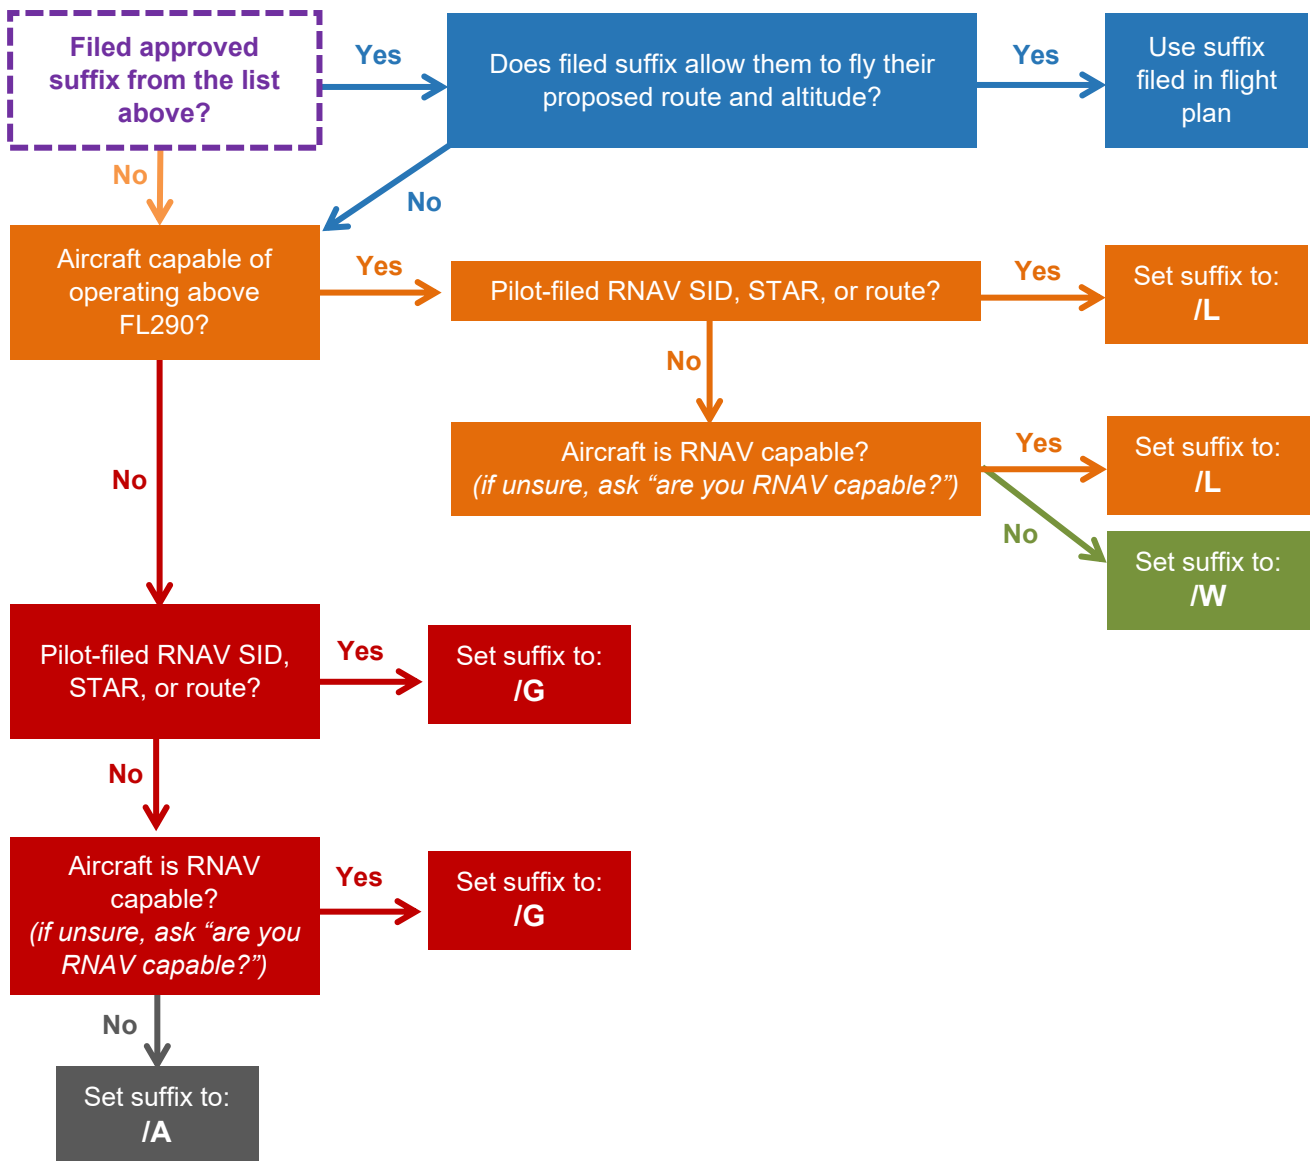 Filed approved
suffix from the list
above?
Yes
Does filed suffix allow them to fly their
proposed route and altitude?
Yes
Use suffix
filed in flight
plan
No
No
Aircraft capable of
operating above
FL290?
Yes
Pilot-filed RNAV SID, STAR, or route?
Yes
Set suffix to:
/L
No
Aircraft is RNAV capable?
(if unsure, ask “are you RNAV capable?”)
Yes
Set suffix to:
/L
No
Set suffix to:
/W
No
Pilot-filed RNAV SID,
STAR, or route?
Yes
Set suffix to:
/G
No
Aircraft is RNAV
capable?
(if unsure, ask “are you
RNAV capable?”)
Yes
Set suffix to:
/G
No
Set suffix to:
/A